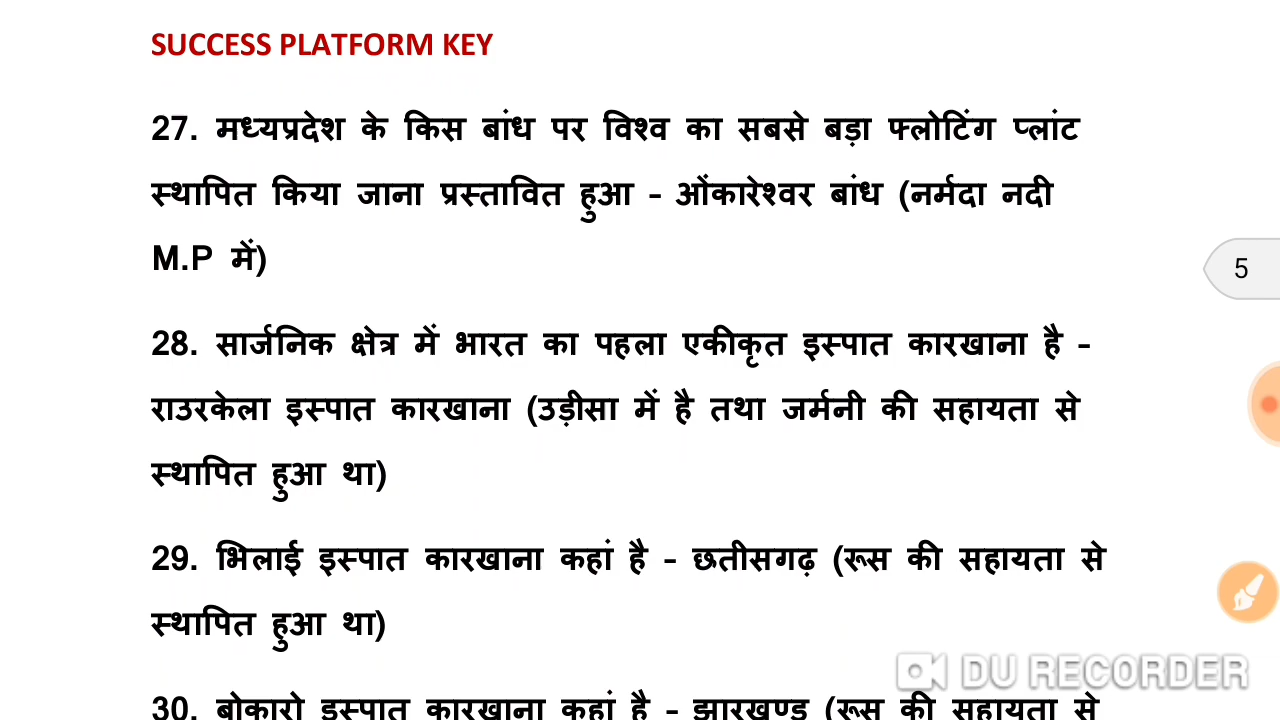 SUCCESS PLATFORM KEY
27. मध्यप्रदेश के किस बांध पर विश्व का सबसे बड़ा फ्लोटिंग प्लांट
स्थापित किया जाना प्रस्तावित हुआ – ओंकारेश्वर बांध (नर्मदा नदी
M.P में)
5
28. सार्जनिक क्षेत्र में भारत का पहला एकीकृत इस्पात कारखाना है –
राउरकेला इस्पात कारखाना (उड़ीसा में है तथा जर्मनी की सहायता से
स्थापित हुआ था)
29. भिलाई इस्पात कारखाना कहां है – छतीसगढ़ (रूस की सहायता से
स्थापित हुआ था)
DU RECORDER
30. बोकारो इस्पात कारखाना कहां है – झारखण्ड (रूस की सहायता से